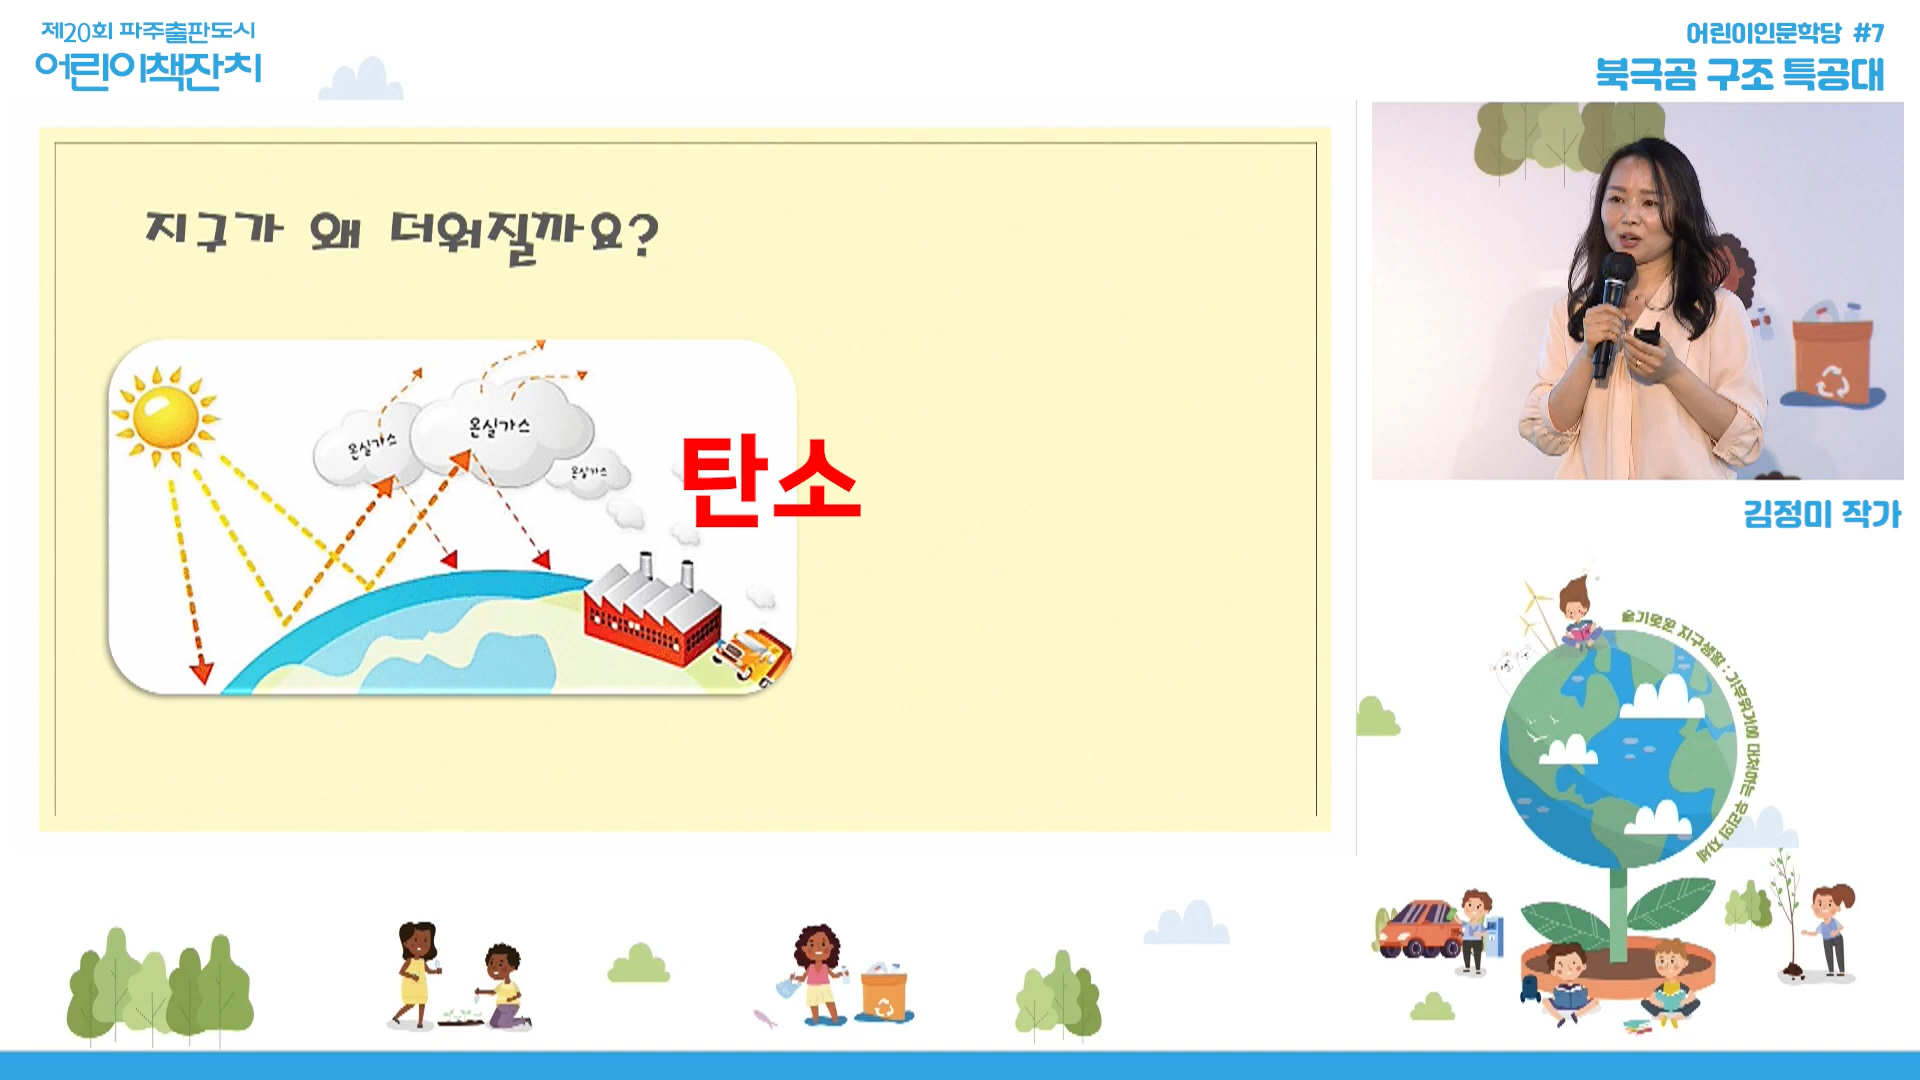 제20회 파주출판도시
어린이책잔치
어린이인문학당 #7
북극곰 구조 특공대
지구가 왜 더워질까요?
온실가스
온실가스
온실가스
탄소
김정미 작가
슬기로운 지구생활 : 기후위기에 대처하는 우리의 자세